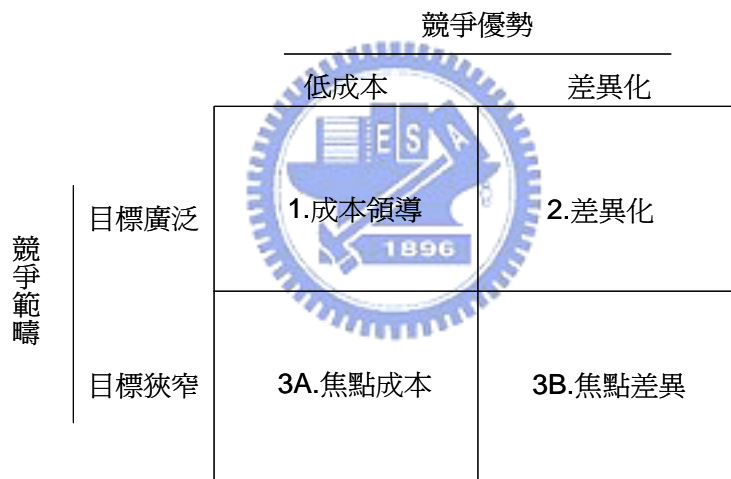 競爭優勢
低成本 差異化
競爭範疇
目標廣泛 1.成本領導 2.差異化
目標狹窄 3A.焦點成本 3B.焦點差異
E S A
1896